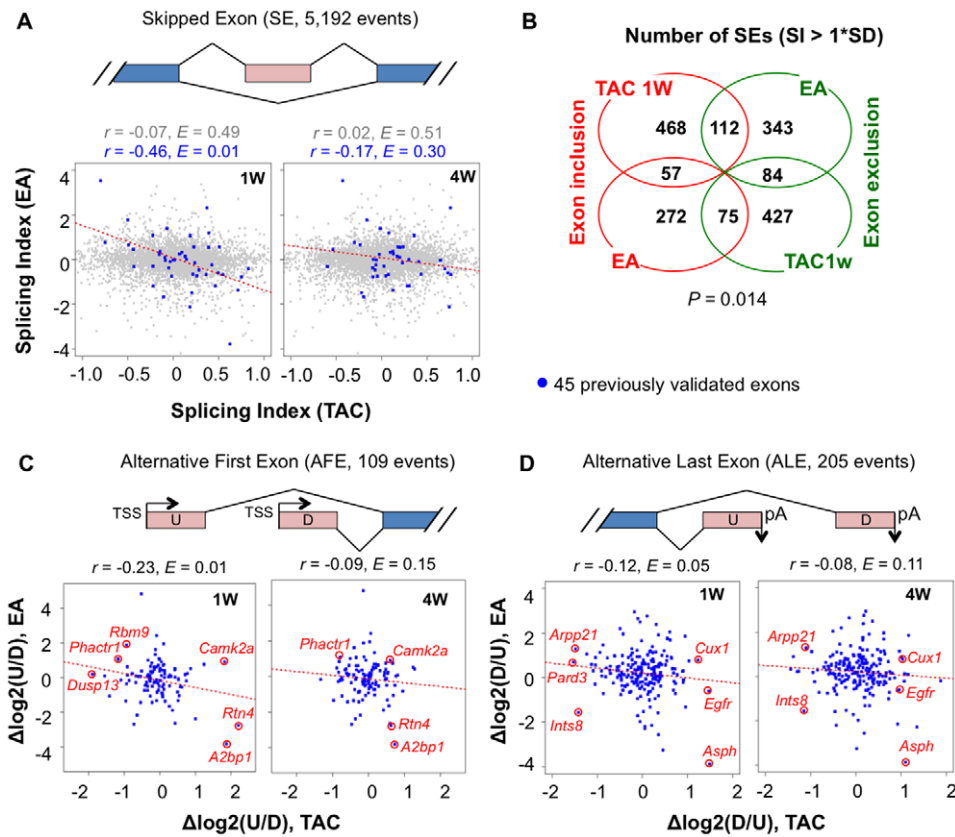 A
Skipped Exon (SE, 5,192 events)
r = -0.07, E = 0.49
r = -0.46, E = 0.01
0.02, E = 0.51
r = -0.17, E = 0.30
1W
4W
Splicing Index (EA)
4
2
0
-2
-4
-1.0 -0.5 0 0.5 1.0
-1.0 -0.5 0 0.5 1.0
Splicing Index (TAC)
B
Number of SEs (SI > 1*SD)
TAC 1W
EA
Exon inclusion
Exon exclusion
468 112 343
57 84
272 75 427
EA
TAC1w
P = 0.014
45 previously validated exons
C
Alternative First Exon (AFE, 109 events)
TSS
U
TSS
D
r = -0.23, E = 0.01
r = -0.09, E = 0.15
1W
4W
Δlog2(U/D), EA
4
2
0
-2
-4
Rbm9
Phactr1
Camk2a
Dusp13
Rtn4
A2bp1
Phactr1
Camk2a
Rtn4
A2bp1
-2 -1 0 1 2
-2 -1 0 1 2
Δlog2(U/D), TAC
D
Alternative Last Exon (ALE, 205 events)
U
pA
D
pA
r = -0.12, E = 0.05
r = -0.08, E = 0.11
1W
4W
Δlog2(D/U), EA
4
2
0
-2
-4
Arpp21
Cux1
Pard3
Egfr
Ints8
Asph
Arpp21
Cux1
Ints8
Egfr
Asph
-2 -1 0 1 2
-2 -1 0 1 2
Δlog2(D/U), TAC